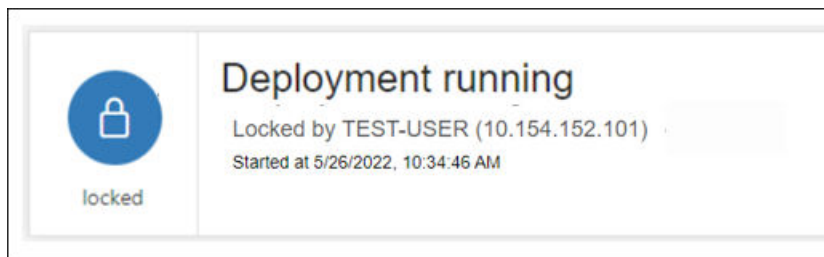 Deployment running
Locked by TEST-USER (10.154.152.101)
Started at 5/26/2022, 10:34:46 AM
locked